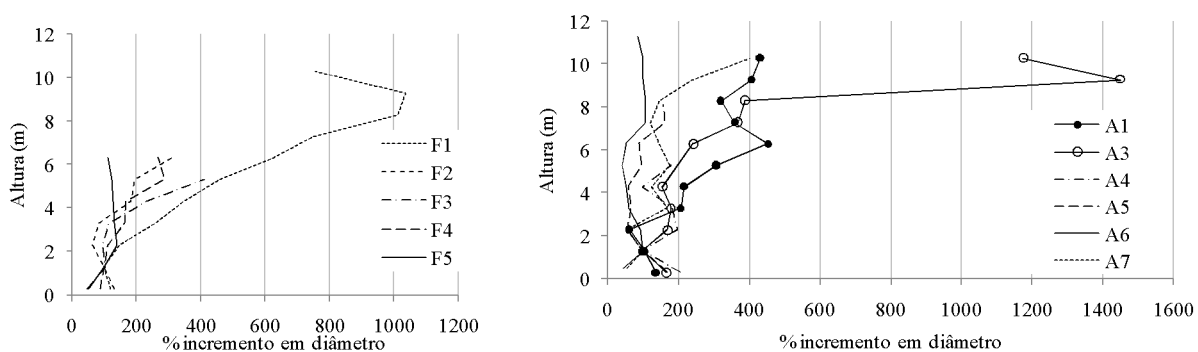 12
10
8
6
4
2
0
Altura (m)
0 200 400 600 800 1000 1200
% incremento em diâmetro
F1
F2
F3
F4
F5
12
10
8
6
4
2
0
Altura (m)
0 200 400 600 800 1000 1200 1400 1600
% incremento em diâmetro
A1
A3
A4
A5
A6
A7